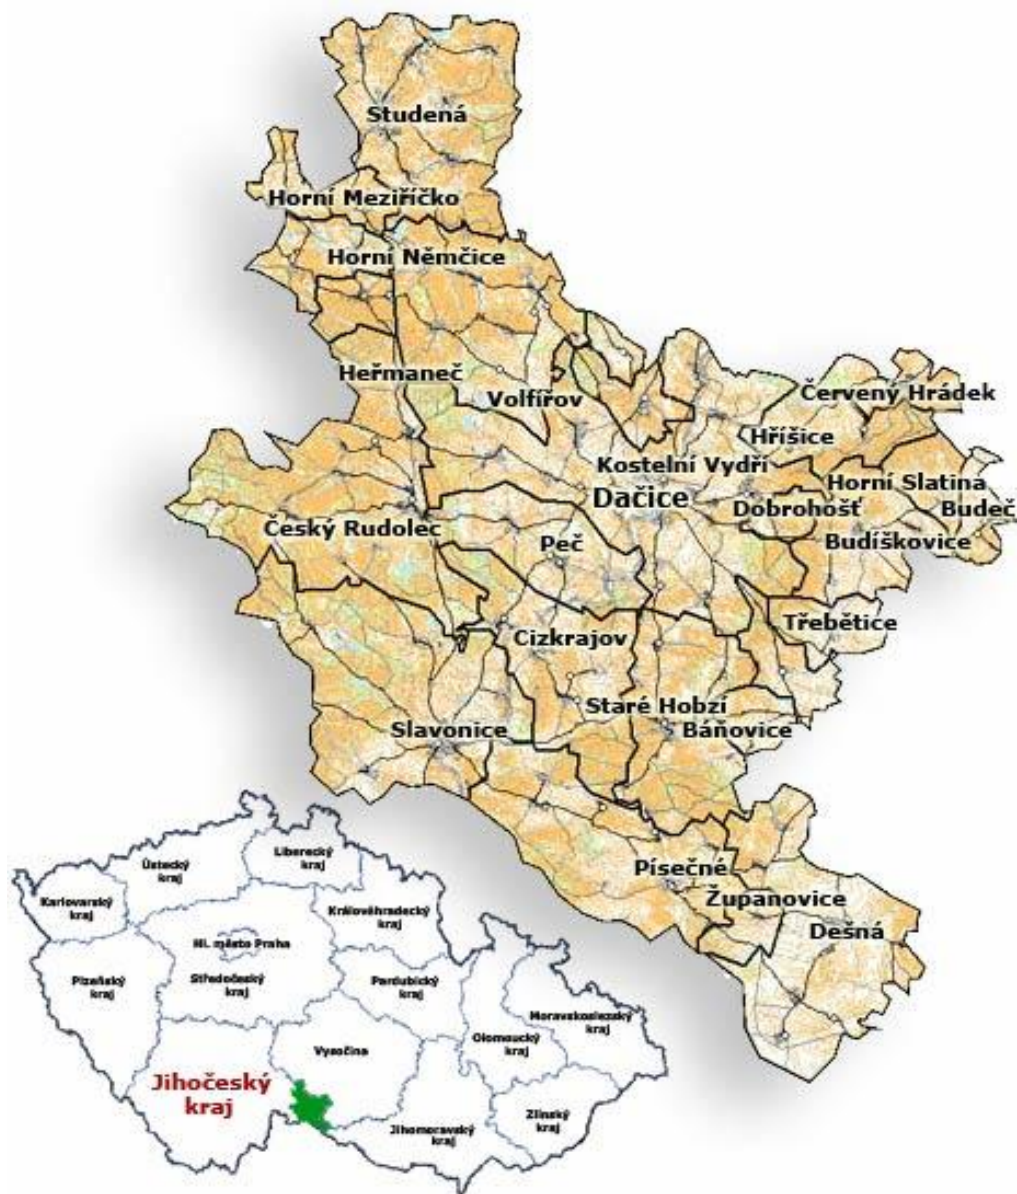 Studená
Horní Meziříčko
Horní Němčice
Heřmaneč
Volfířov
Červený Hrádek
Hříšice
Kostelní Vydří
Horní Slatina
Dačice
Dobrohošť
Budeč
Český Rudolec
Peč
Budíškovice
Třebětice
Cizkrajov
Staré Hobzí
Slavonice
Báňovice
Písečné
Županovice
Dešná
Ústecký
kraj
Liberecký
kraj
Karlovarský
kraj
Královéhradecký
kraj
Hl. město Praha
Plzeňský
kraj
Středočeský
kraj
Pardubický
kraj
Moravskoslezský
kraj
Olomoucký
kraj
Vysočina
Jihočeský
kraj
Jihomoravský
kraj
Zlínský
kraj